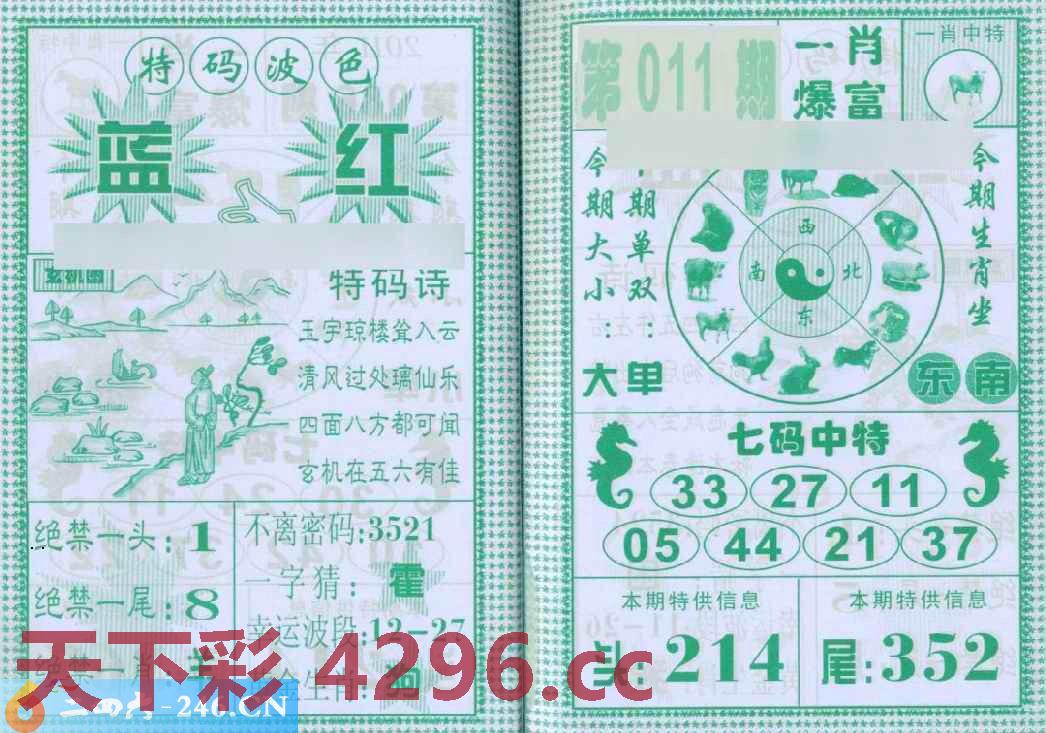 特码波色
蓝 红
玄机图
特码诗
玉宇琼楼耸入云
清风过处璃仙乐
四面八方都可闻
玄机在五六有佳
绝禁一头:1
绝禁一尾:8
不离密码:3521
一字猜:霍
幸运波段:12-27
第011期
一肖
爆富
一肖中特
今期大小:
期单双:
大单
西
南 北
东
今期生肖坐
东南
七码中特
33 27 11
05 44 21 37
本期特供信息
头:214
本期特供信息
尾:352
天下彩 4296.cc
-246.CN